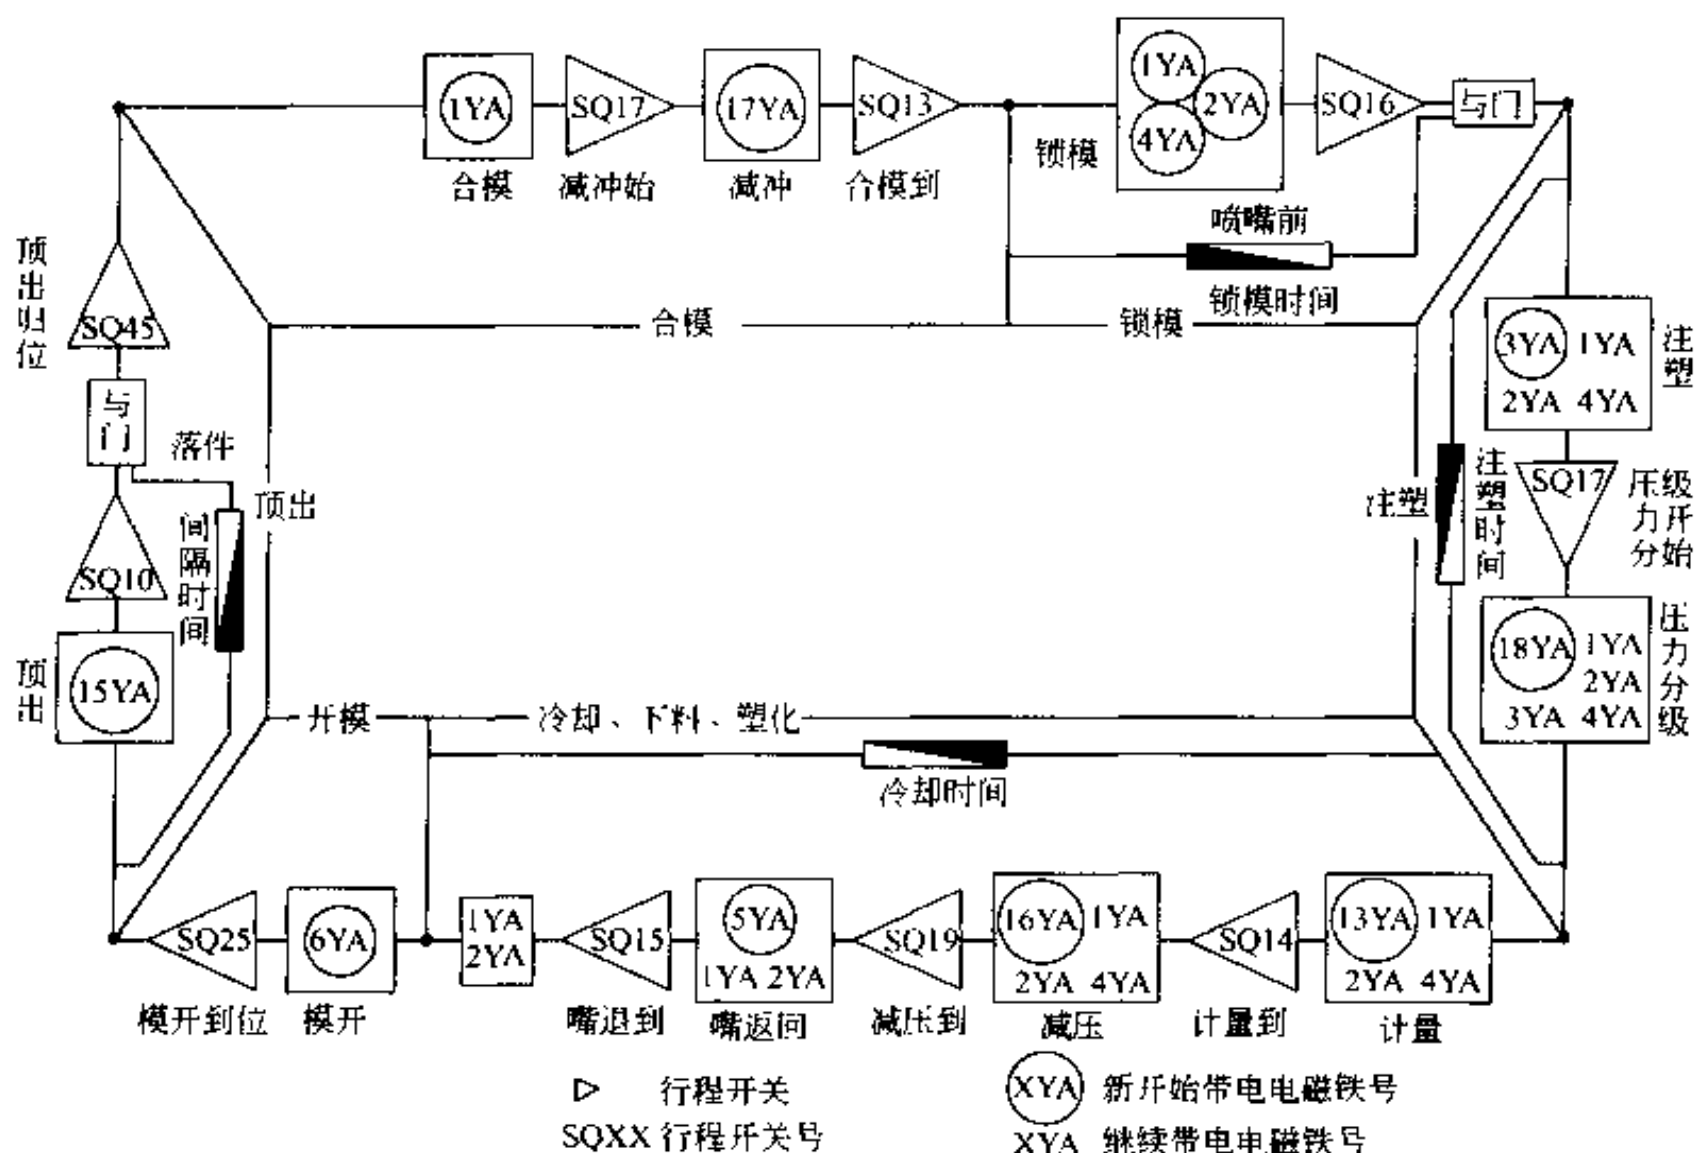 1YA
SQ17
17YA
SQ13
1YA
2YA
4YA
SQ16
与门
合模
减冲始
减冲
合模到
锁模
喷嘴前
锁模时间
合模
锁模
顶出归位
SQ45
与门
落件
间隔时间
顶出
SQ10
15YA
顶出
3YA 1YA
2YA 4YA
注塑
SQ17
压力分级开始
注塑
注塑时间
18YA 1YA
2YA
3YA 4YA
压力分级
开模
冷却、下料、塑化
冷却时间
SQ25
6YA
1YA
2YA
SQ15
5YA
1YA 2YA
SQ19
16YA 1YA
2YA 4YA
SQ14
13YA 1YA
2YA 4YA
模开到位
模开
嘴退到
嘴返回
减压到
减压
计量到
计量
行程开关
XYA 新开始带电电磁铁号
SQXX 行程开关号
XYA 继续带电电磁铁号